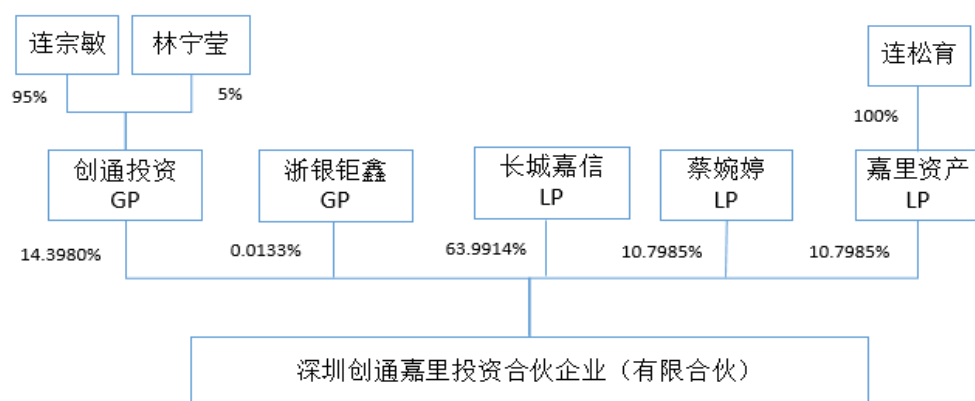 连宗敏
林宁莹
连松育
95%
5%
100%
创通投资
GP
浙银钜鑫
GP
长城嘉信
LP
蔡婉婷
LP
嘉里资产
LP
14.3980%
0.0133%
63.9914%
10.7985%
10.7985%
深圳创通嘉里投资合伙企业（有限合伙）